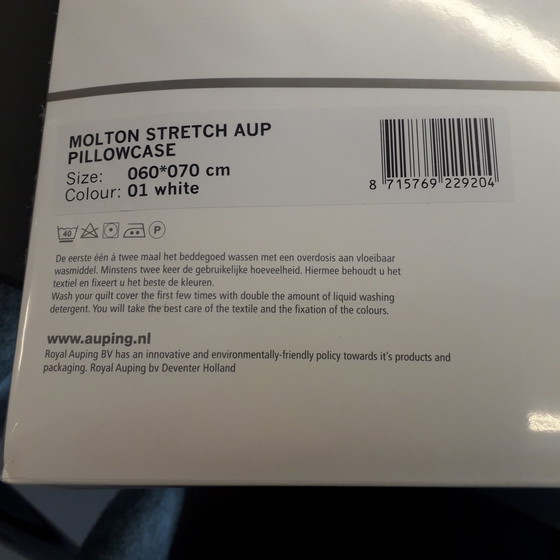 MOLTON STRETCH AUP
PILLOWCASE
Size: 060*070 cm
Colour: 01 white
8 715769 229204
40 P
De eerste één á twee maal het beddegoed wassen met een overdosis aan vloeibaar
wasmiddel. Minstens twee keer de gebruikelijke hoeveelheid. Hiermee behoudt u het
textiel en fixeert u het beste de kleuren.
Wash your quilt cover the first few times with double the amount of liquid washing
detergent. You will take the best care of the textile and the fixation of the colours.
www.auping.nl
Royal Auping BV has an innovative and environmentally-friendly policy towards it's products and
packaging. Royal Auping bv Deventer Holland